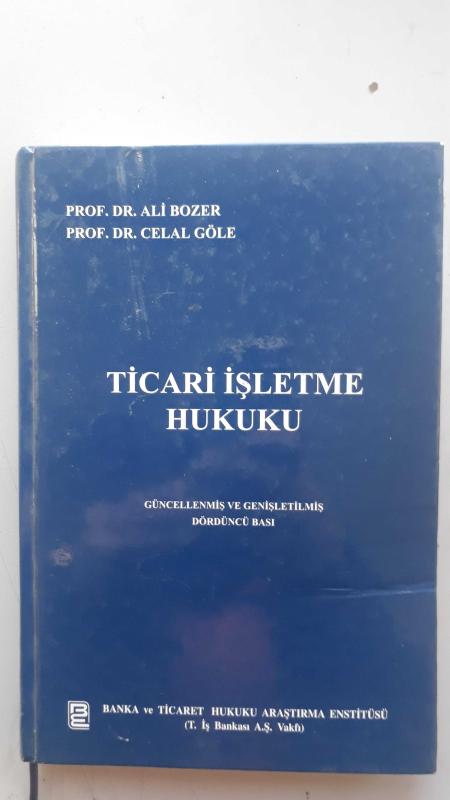 PROF. DR. ALİ BOZER
PROF. DR. CELAL GÖLE
TİCARİ İŞLETME
HUKUKU
GÜNCELLENMİŞ VE GENİŞLETİLMİŞ
DÖRDÜNCÜ BASI
BANKA ve TİCARET HUKUKU ARAŞTIRMA ENSTİTÜSÜ
(T. İş Bankası A.Ş. Vakfı)